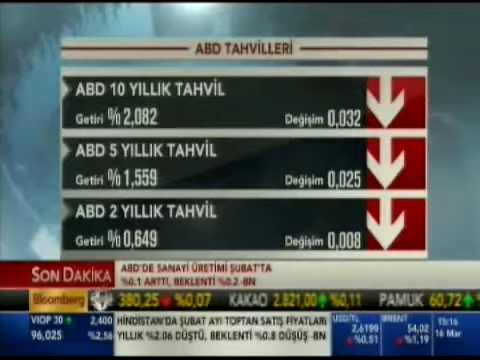 ABD TAHVİLLERİ
ABD 10 YILLIK TAHVİL
Getiri %2,082 Değişim 0,032
ABD 5 YILLIK TAHVİL
Getiri %1,559 Değişim 0,025
ABD 2 YILLIK TAHVİL
Getiri %0,649 Değişim 0,008
SON DAKİKA
ABD'DE SANAYİ ÜRETİMİ ŞUBAT'TA
%0.1 ARTTI, BEKLENTİ %0.2 -BN
Bloomberg 380,25 %0,07 KAKAO 2.821,00 %0,11 PAMUK 60,72
VIOP 30 2,400
96,025 %2,56
HİNDİSTAN'DA ŞUBAT AYI TOPTAN SATIŞ FİYATLARI
YILLIK %2.06 DÜŞTÜ, BEKLENTİ %0.8 DÜŞÜŞ -BN
USD/TL 2,6190 %0,51
BRENT 54,02 %1,19
15:16
16 Mar